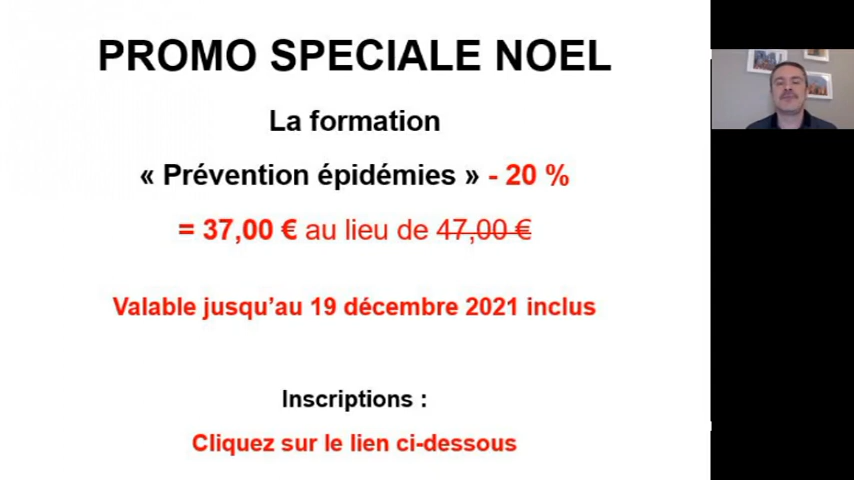 PROMO SPECIALE NOEL
La formation
« Prévention épidémies » - 20 %
= 37,00 € au lieu de 47,00 €
Valable jusqu’au 19 décembre 2021 inclus
Inscriptions :
Cliquez sur le lien ci-dessous